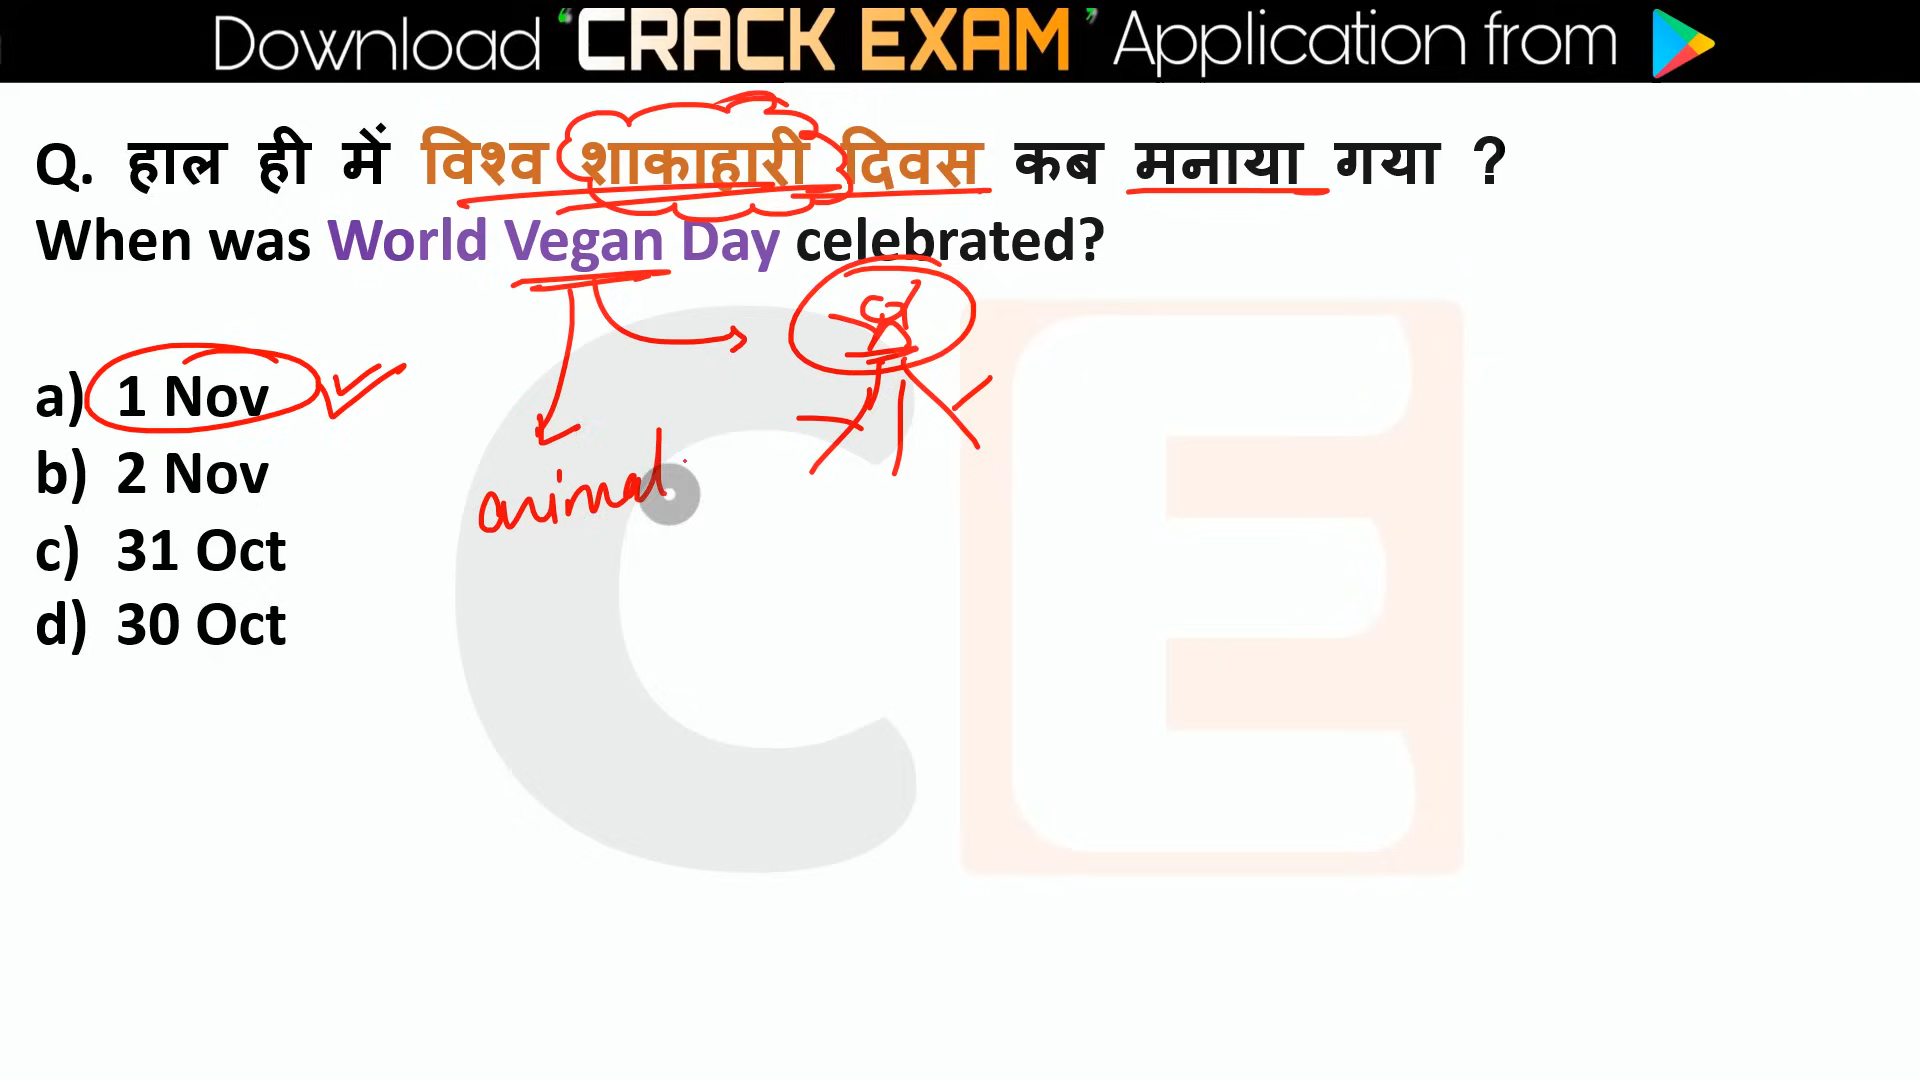 Download ‘CRACK EXAM’ Application from
Q. हाल ही में विश्व शाकाहारी दिवस कब मनाया गया ?
When was World Vegan Day celebrated?
a) 1 Nov
b) 2 Nov
animal
c) 31 Oct
d) 30 Oct
CE